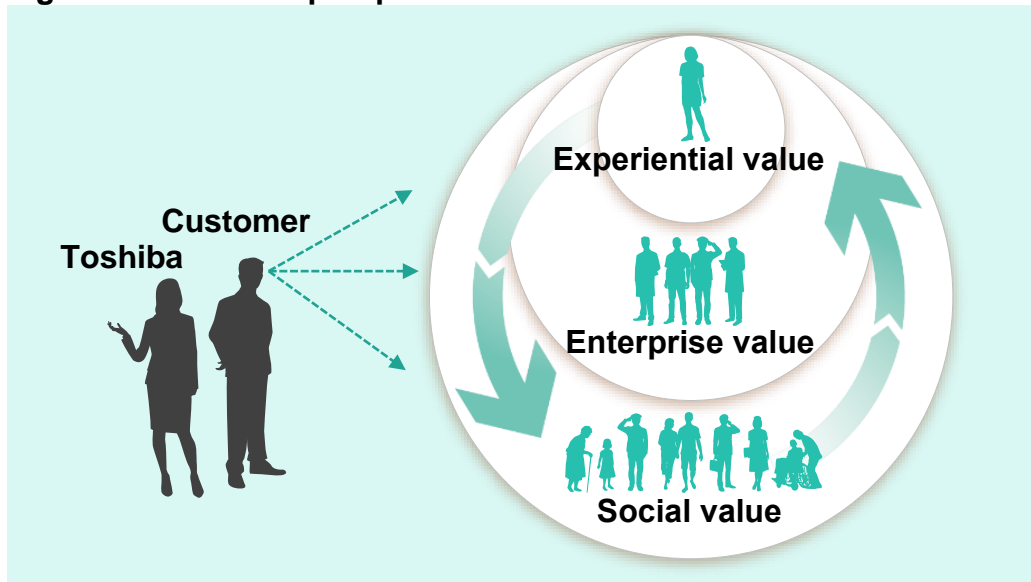 Customer
Toshiba
Experiential value
Enterprise value
Social value